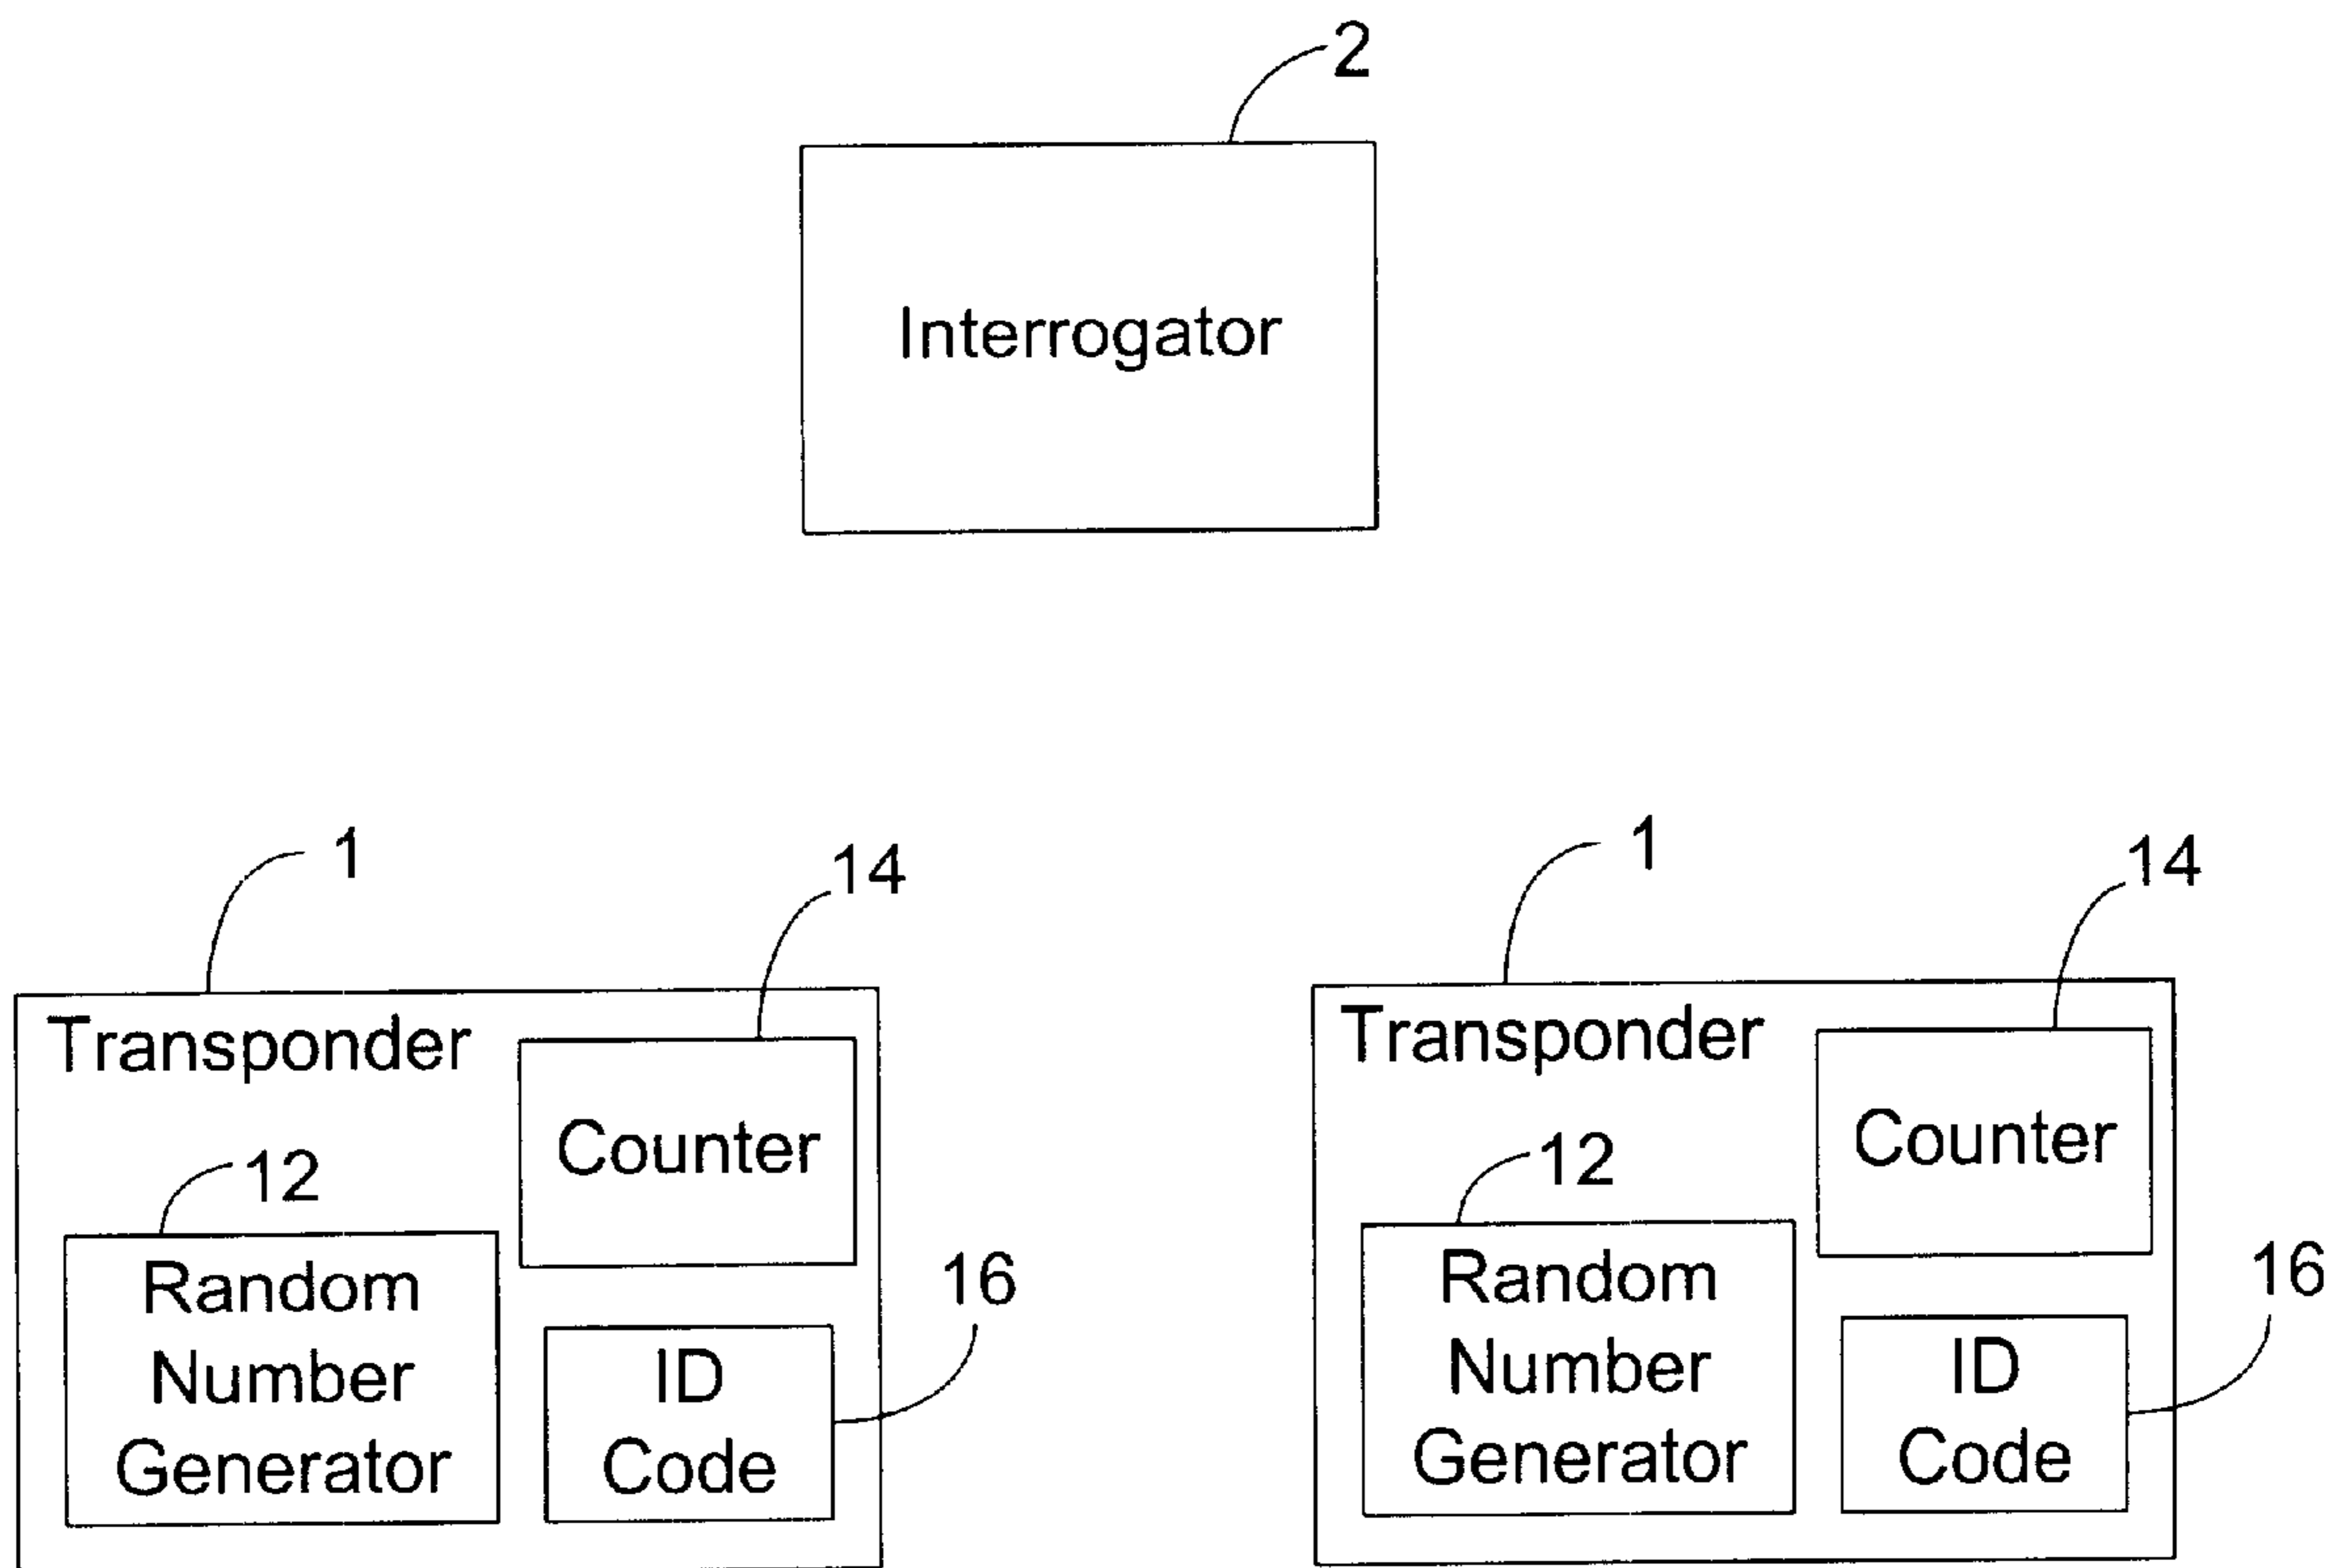 2
Interrogator
1
14
Transponder
Counter
12
Random
Number
Generator
16
ID
Code
1
14
Transponder
Counter
12
Random
Number
Generator
16
ID
Code